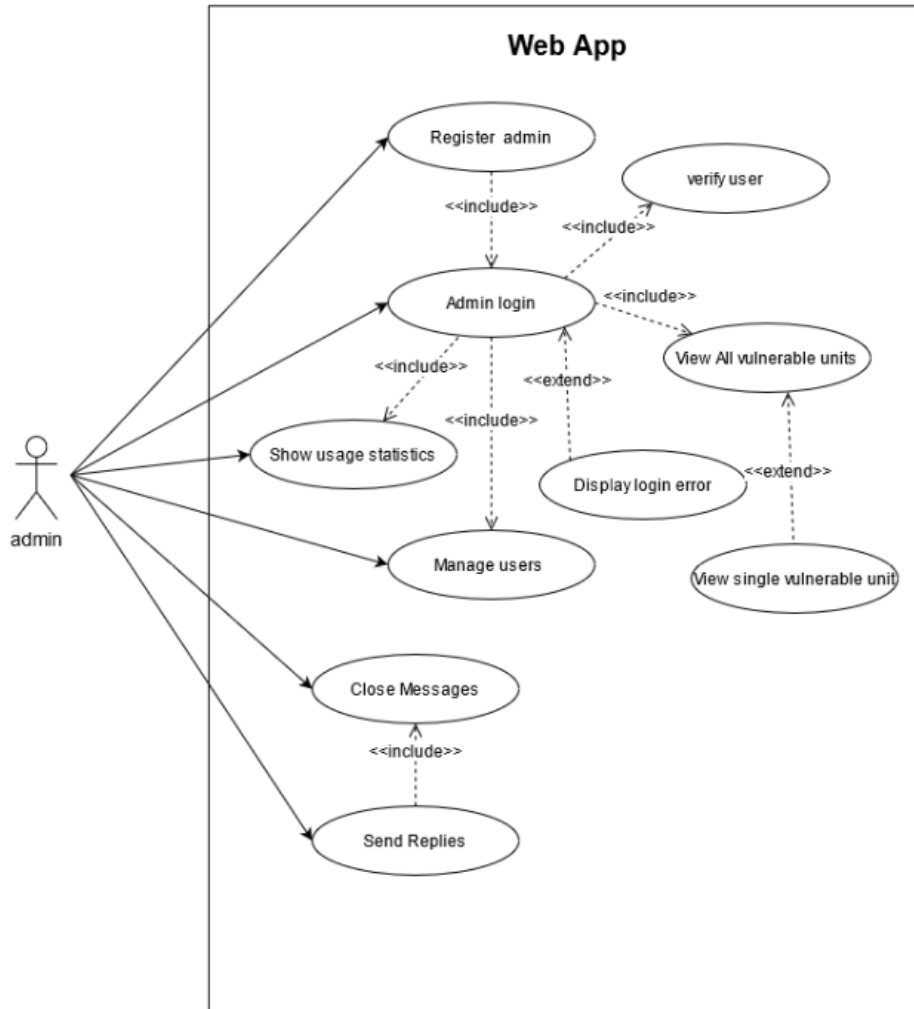 Web App
Register  admin
verify user
<<include>>
<<include>>
Admin login
<<include>>
View All vulnerable units
<<include>>
<<extend>>
<<include>>
Show usage statistics
<<extend>>
Display login error
admin
Manage users
View single vulnerable unit
Close Messages
<<include>>
Send Replies